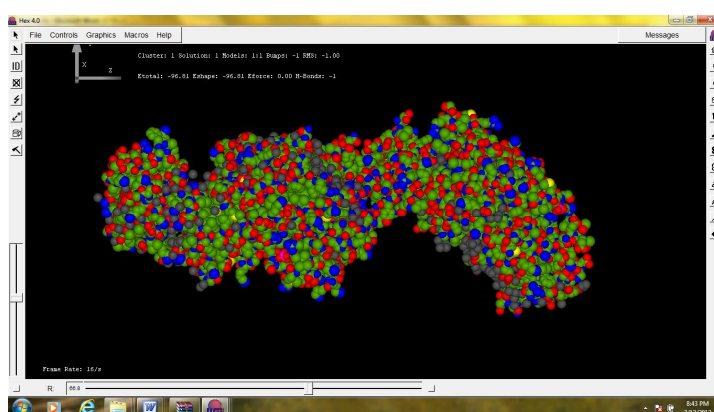 Hex 4.0
File Controls Graphics Macros Help Messages
X
Z
Cluster: 1 Solution: 1 Models: 1:1 Bumps: -1 RMS: -1.00
Etotal: -96.81 Eshape: -96.81 Eforce: 0.00 H-Bonds: -1
ID
Frame Rate: 16/s
R: 66.8
8:43 PM